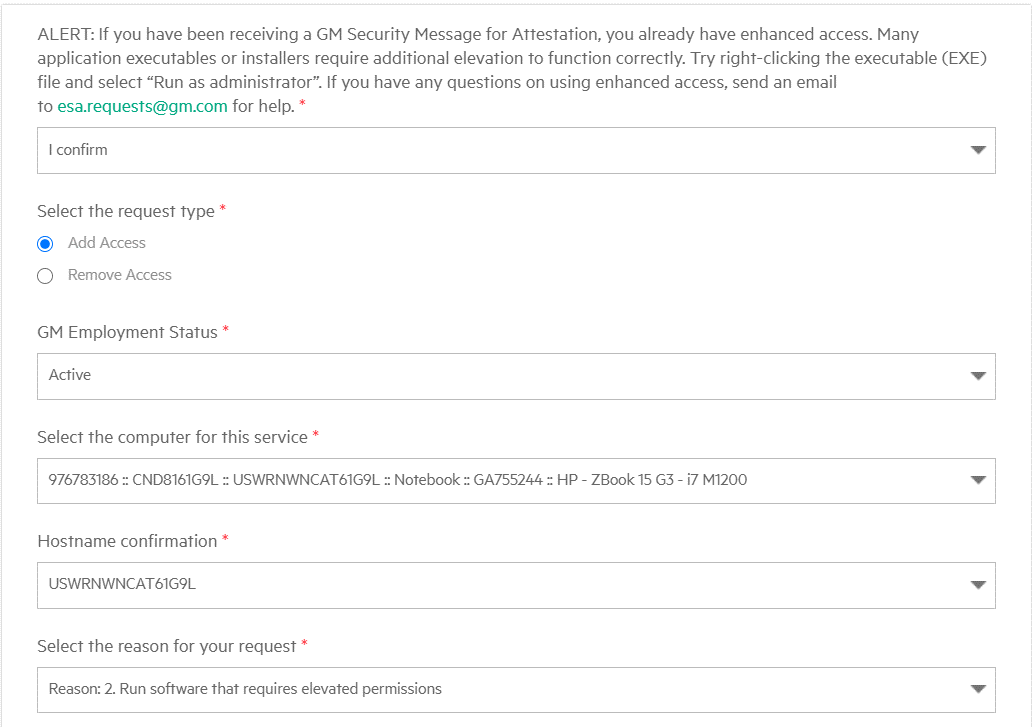 ALERT: If you have been receiving a GM Security Message for Attestation, you already have enhanced access. Many
application executables or installers require additional elevation to function correctly. Try right-clicking the executable (EXE)
file and select “Run as administrator”. If you have any questions on using enhanced access, send an email
to esa.requests@gm.com for help. *
I confirm
Select the request type *
Add Access
Remove Access
GM Employment Status *
Active
Select the computer for this service *
976783186 :: CND8161G9L :: USWRNWNCAT61G9L :: Notebook :: GA755244 :: HP - ZBook 15 G3 - i7 M1200
Hostname confirmation *
USWRNWNCAT61G9L
Select the reason for your request *
Reason: 2. Run software that requires elevated permissions